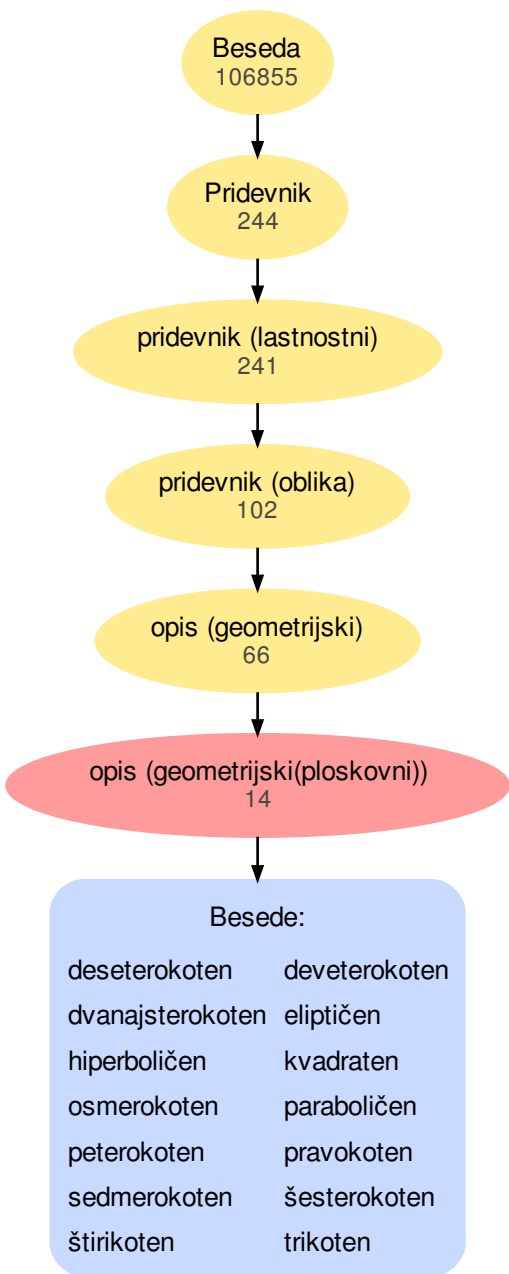 Beseda
106855
Pridevnik
244
pridevnik (lastnostni)
241
pridevnik (oblika)
102
opis (geometrijski)
66
opis (geometrijski(ploskovni))
14
Besede:
deseterokoten deveterokoten
dvanajsterokoten eliptičen
hiperboličen kvadraten
osmerokoten paraboličen
peterokoten pravokoten
sedmerokoten šesterokoten
štirikoten trikoten